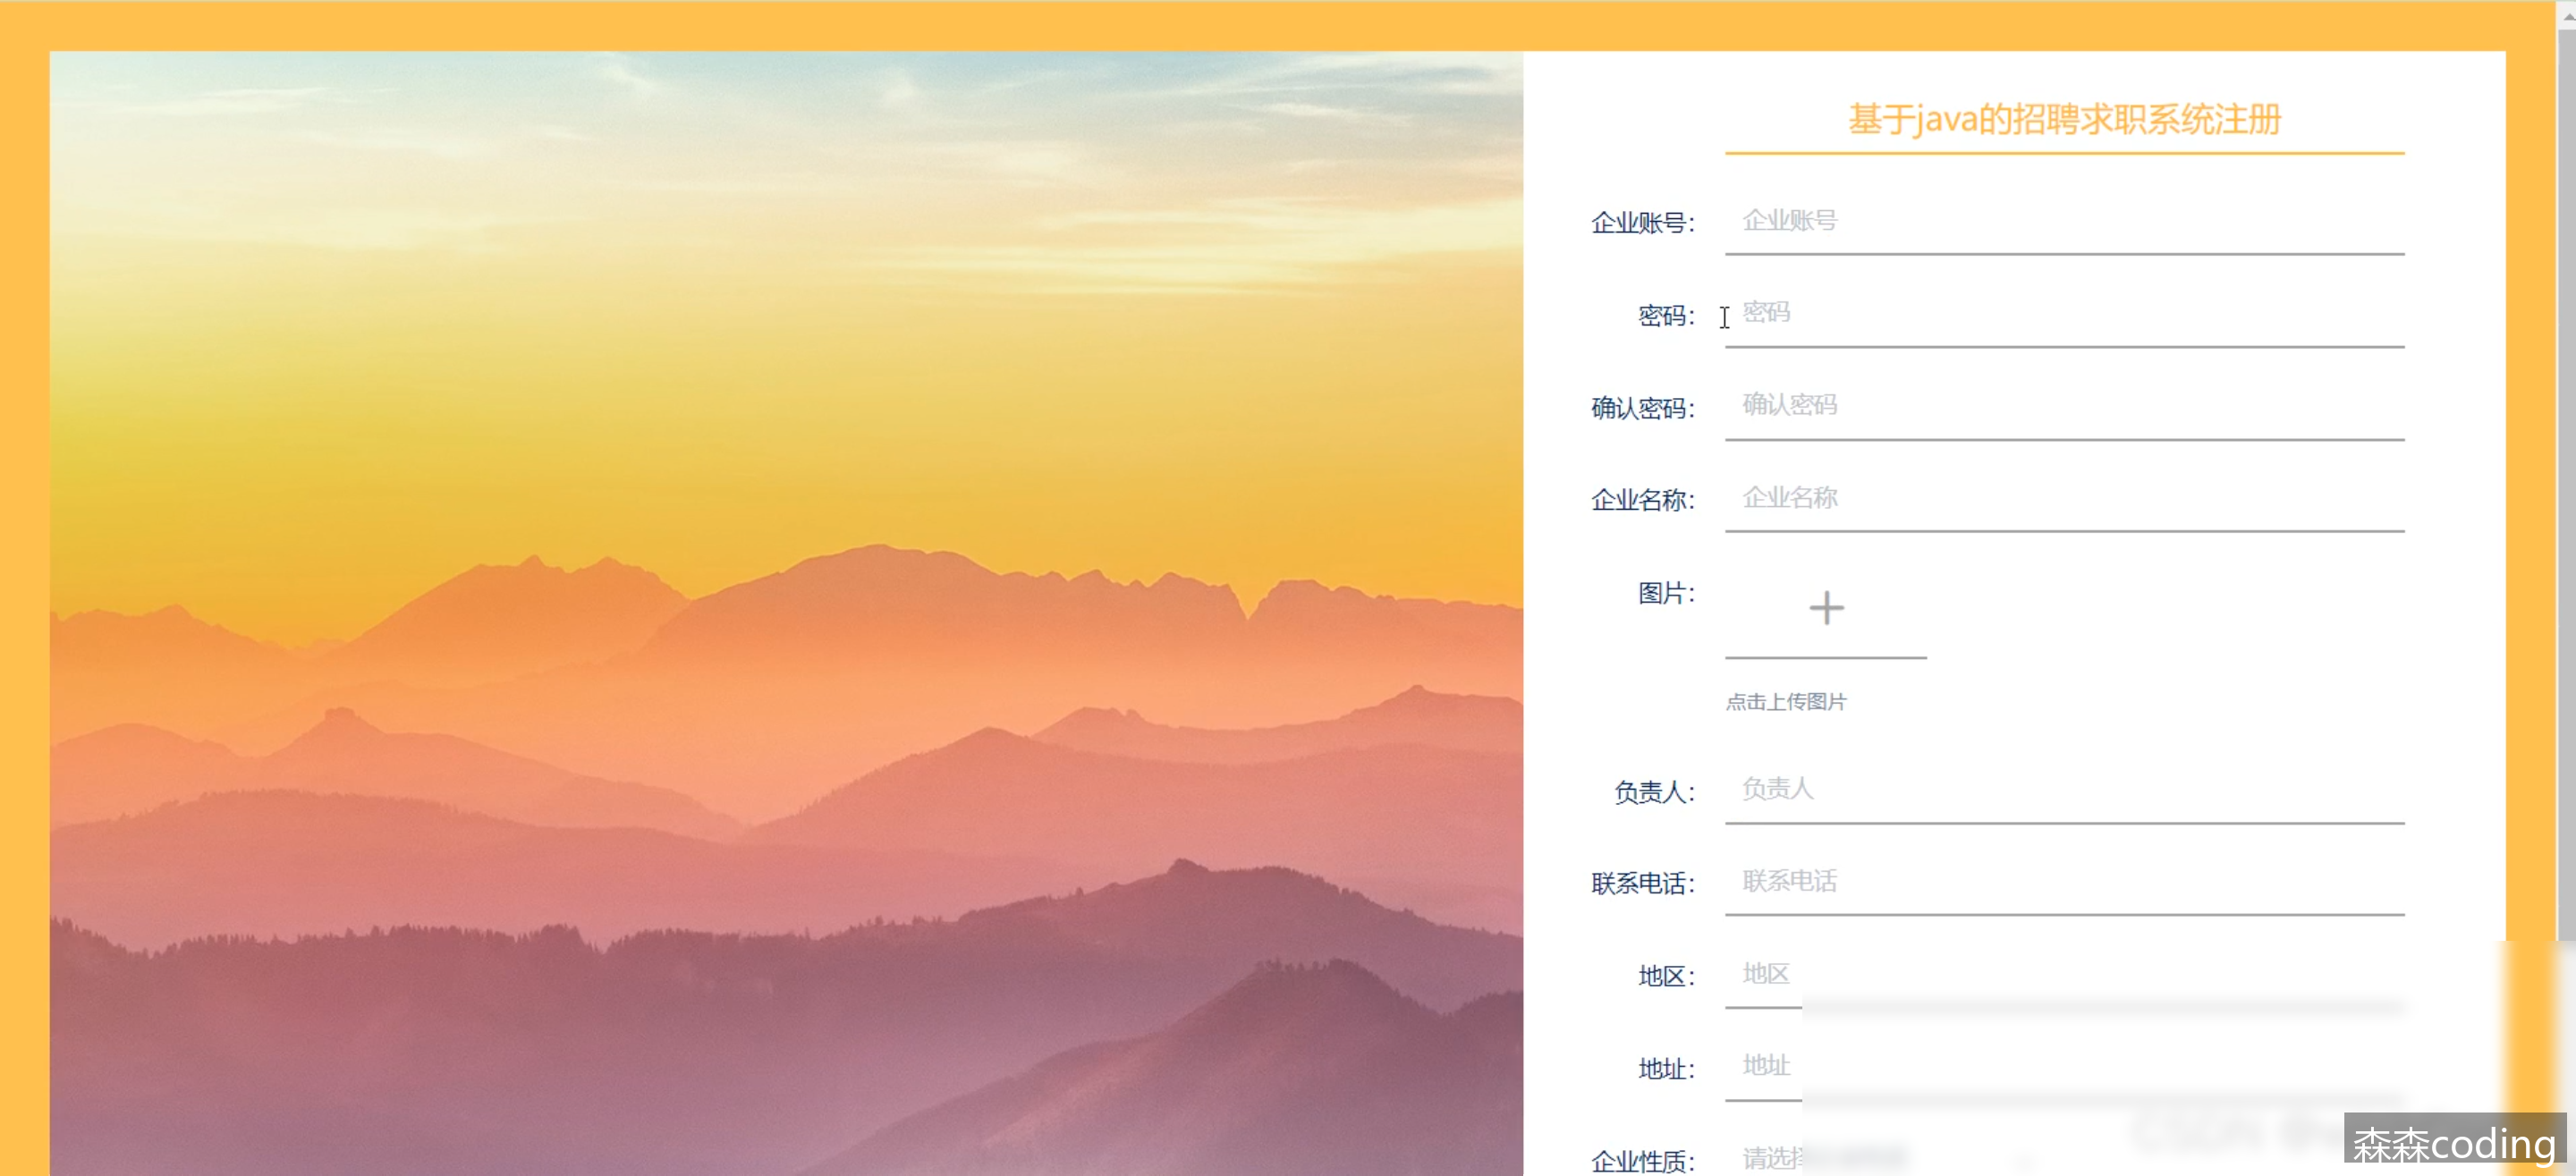 基于java的招聘求职系统注册
企业账号： 企业账号
密码： 密码
确认密码： 确认密码
企业名称： 企业名称
图片：
点击上传图片
负责人： 负责人
联系电话： 联系电话
地区： 地区
地址： 地址
企业性质： 请选择
森森coding